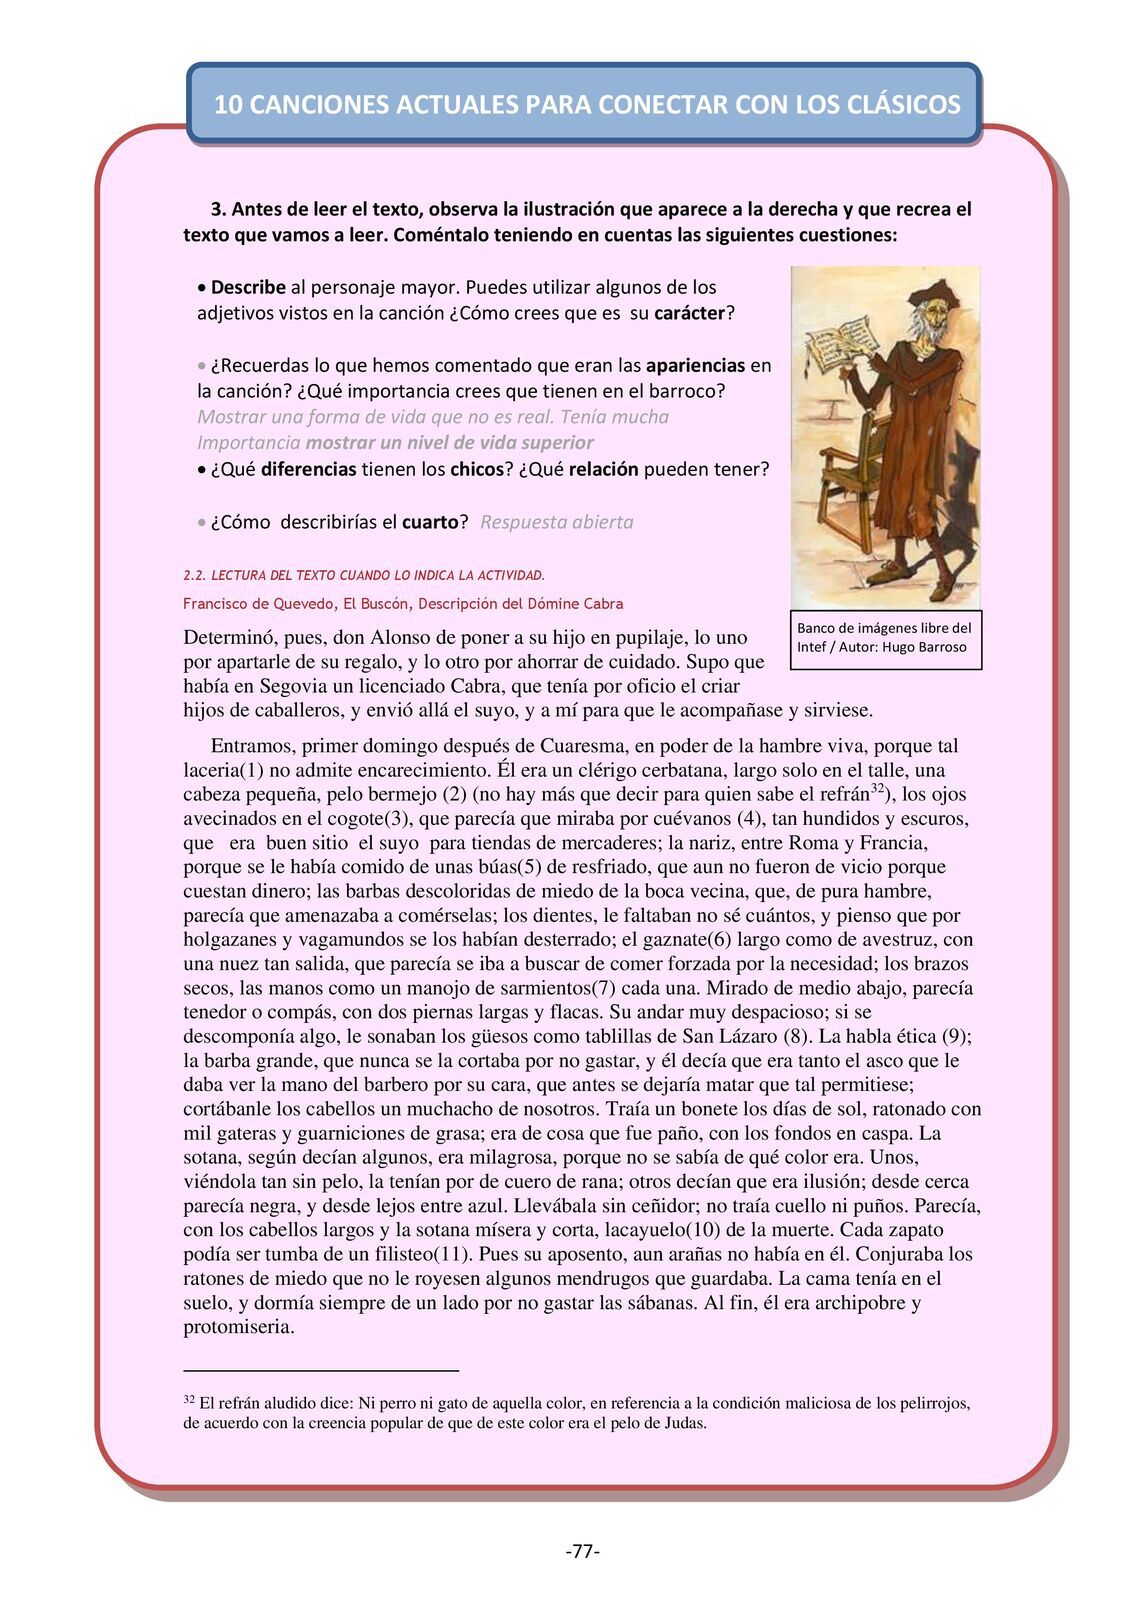 10 CANCIONES ACTUALES PARA CONECTAR CON LOS CLÁSICOS
3. Antes de leer el texto, observa la ilustración que aparece a la derecha y que recrea el
texto que vamos a leer. Coméntalo teniendo en cuentas las siguientes cuestiones:
• Describe al personaje mayor. Puedes utilizar algunos de los
adjetivos vistos en la canción ¿Cómo crees que es su carácter?
• ¿Recuerdas lo que hemos comentado que eran las apariencias en
la canción? ¿Qué importancia crees que tienen en el barroco?
Mostrar una forma de vida que no es real. Tenía mucha
Importancia mostrar un nivel de vida superior
• ¿Qué diferencias tienen los chicos? ¿Qué relación pueden tener?
• ¿Cómo describirías el cuarto? Respuesta abierta
2.2. LECTURA DEL TEXTO CUANDO LO INDICA LA ACTIVIDAD.
Francisco de Quevedo, El Buscón, Descripción del Dómine Cabra
Banco de imágenes libre del
Intef / Autor: Hugo Barroso
Determinó, pues, don Alonso de poner a su hijo en pupilaje, lo uno
por apartarle de su regalo, y lo otro por ahorrar de cuidado. Supo que
había en Segovia un licenciado Cabra, que tenía por oficio el criar
hijos de caballeros, y envió allá el suyo, y a mí para que le acompañase y sirviese.
Entramos, primer domingo después de Cuaresma, en poder de la hambre viva, porque tal
laceria(1) no admite encarecimiento. Él era un clérigo cerbatana, largo solo en el talle, una
cabeza pequeña, pelo bermejo (2) (no hay más que decir para quien sabe el refrán32), los ojos
avecinados en el cogote(3), que parecía que miraba por cuévanos (4), tan hundidos y escuros,
que era buen sitio el suyo para tiendas de mercaderes; la nariz, entre Roma y Francia,
porque se le había comido de unas búas(5) de resfriado, que aun no fueron de vicio porque
cuestan dinero; las barbas descoloridas de miedo de la boca vecina, que, de pura hambre,
parecía que amenazaba a comérselas; los dientes, le faltaban no sé cuántos, y pienso que por
holgazanes y vagamundos se los habían desterrado; el gaznate(6) largo como de avestruz, con
una nuez tan salida, que parecía se iba a buscar de comer forzada por la necesidad; los brazos
secos, las manos como un manojo de sarmientos(7) cada una. Mirado de medio abajo, parecía
tenedor o compás, con dos piernas largas y flacas. Su andar muy despacioso; si se
descomponía algo, le sonaban los güesos como tablillas de San Lázaro (8). La habla ética (9);
la barba grande, que nunca se la cortaba por no gastar, y él decía que era tanto el asco que le
daba ver la mano del barbero por su cara, que antes se dejaría matar que tal permitiese;
cortábanle los cabellos un muchacho de nosotros. Traía un bonete los días de sol, ratonado con
mil gateras y guarniciones de grasa; era de cosa que fue paño, con los fondos en caspa. La
sotana, según decían algunos, era milagrosa, porque no se sabía de qué color era. Unos,
viéndola tan sin pelo, la tenían por de cuero de rana; otros decían que era ilusión; desde cerca
parecía negra, y desde lejos entre azul. Llevábala sin ceñidor; no traía cuello ni puños. Parecía,
con los cabellos largos y la sotana mísera y corta, lacayuelo(10) de la muerte. Cada zapato
podía ser tumba de un filisteo(11). Pues su aposento, aun arañas no había en él. Conjuraba los
ratones de miedo que no le royesen algunos mendrugos que guardaba. La cama tenía en el
suelo, y dormía siempre de un lado por no gastar las sábanas. Al fin, él era archipobre y
protomiseria.
32 El refrán aludido dice: Ni perro ni gato de aquella color, en referencia a la condición maliciosa de los pelirrojos,
de acuerdo con la creencia popular de que de este color era el pelo de Judas.
-77-